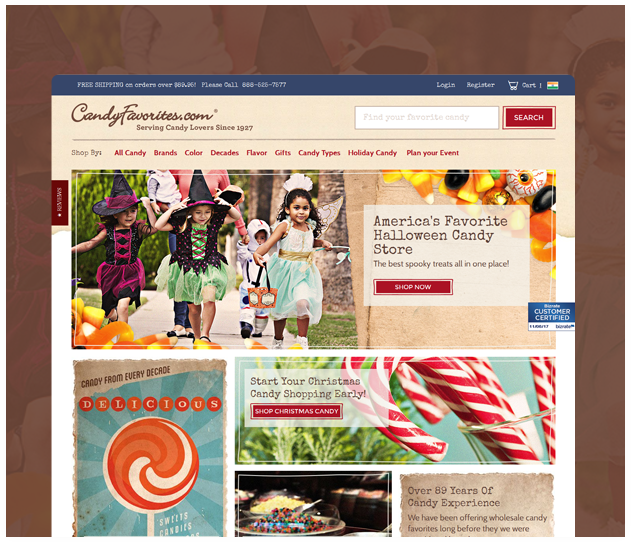 FREE SHIPPING on orders over $69.95! Please Call 888-525-7577
Login Register Cart !
CandyFavorites.com®
Serving Candy Lovers Since 1927
Find your favorite candy
SEARCH
Shop By: All Candy Brands Color Decades Flavor Gifts Candy Types Holiday Candy Plan your Event
★ REVIEWS
America's Favorite
Halloween Candy
Store
The best spooky treats all in one place!
SHOP NOW
Bizrate
CUSTOMER
CERTIFIED
11/06/17 bizrate
CANDY FROM EVERY DECADE
DELICIOUS
SWEETS
CANDIES
Start Your Christmas
Candy Shopping Early!
SHOP CHRISTMAS CANDY
Over 89 Years Of
Candy Experience
We have been offering wholesale candy
favorites long before they we were